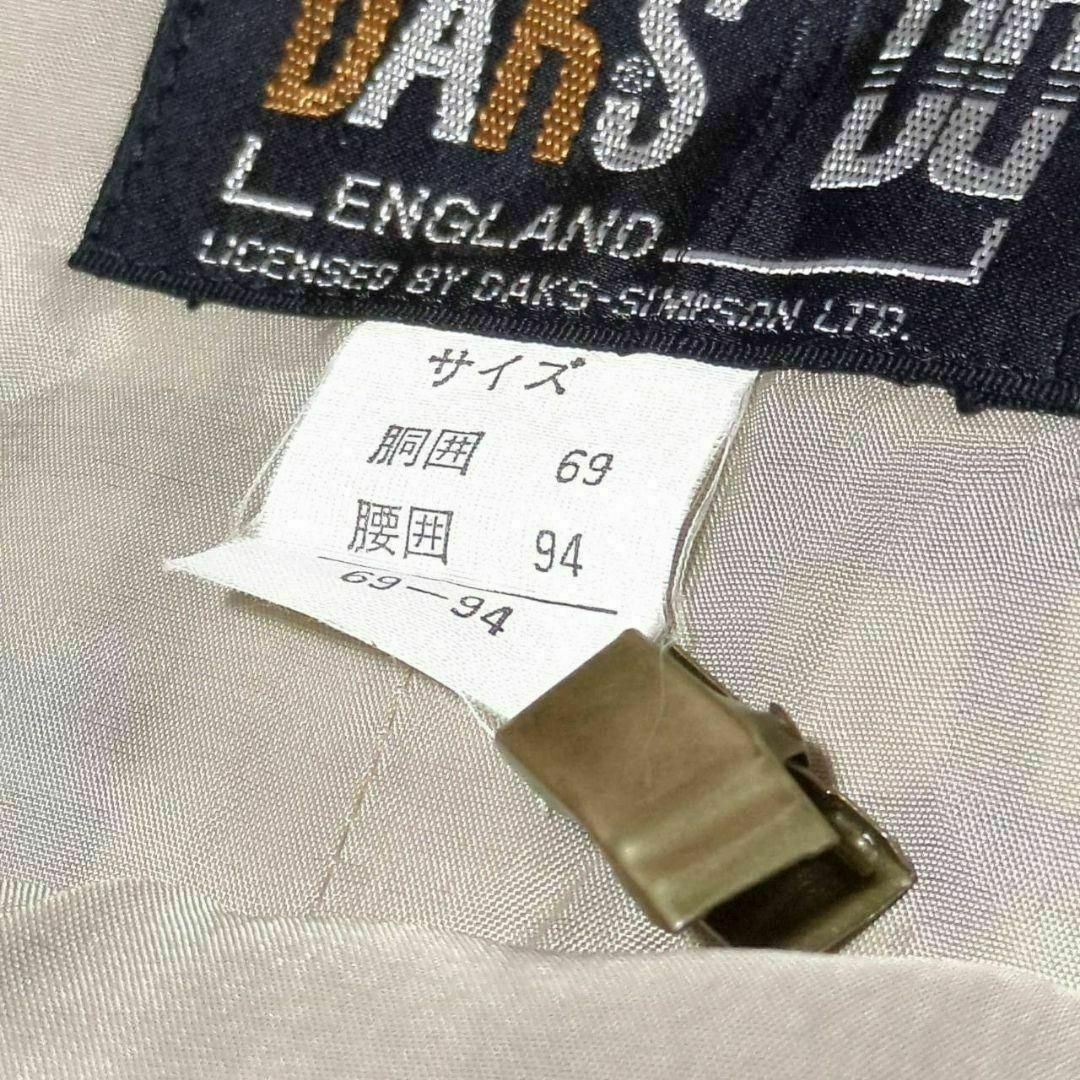 DAKS
ENGLAND
LICENSED BY DAKS-SIMPSON LTD.
サイズ
胴囲 69
腰囲 94
69-94